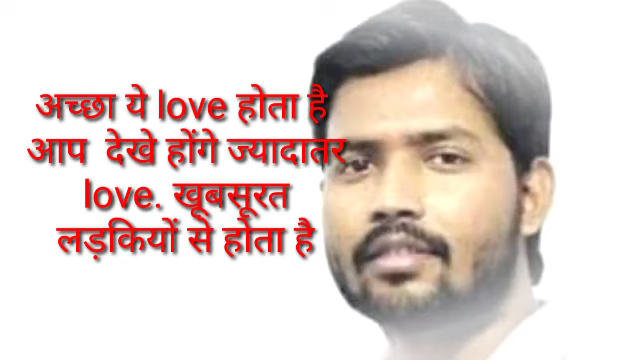 अच्छा ये love होता है
आप देखे होंगे ज्यादातर
love. खूबसूरत
लड़कियों से होता है